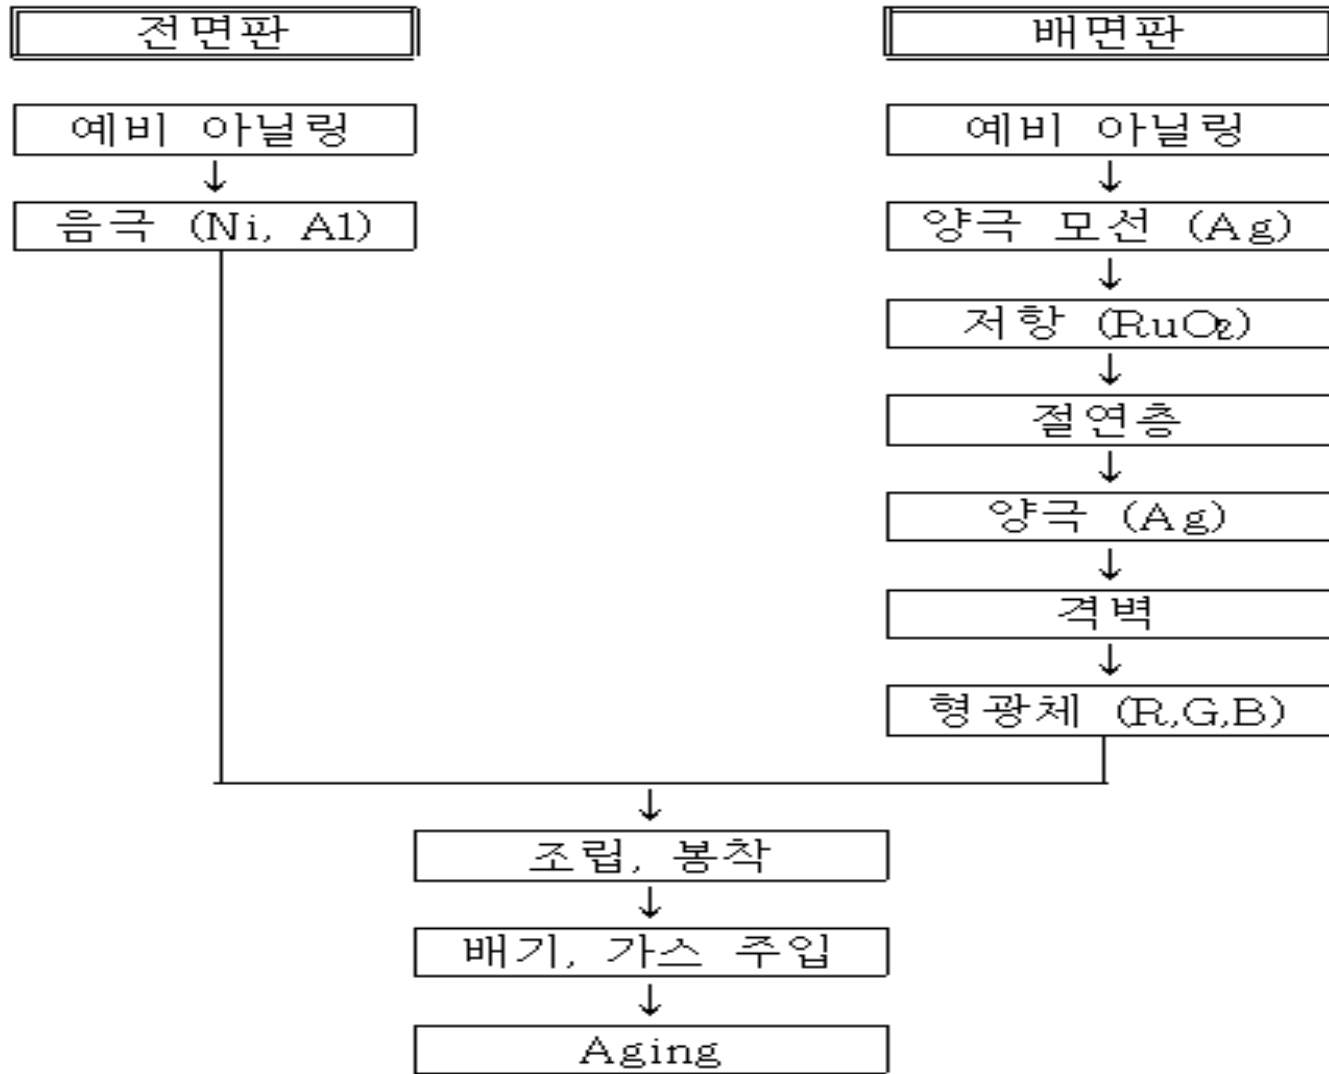 전면판
배면판
예비 아닐링
예비 아닐링
↓
↓
음극 (Ni, Al)
양극 모선 (Ag)
↓
저항 (RuO₂)
↓
절연층
↓
양극 (Ag)
↓
격벽
↓
형광체 (R,G,B)
↓
조립, 봉착
↓
배기, 가스 주입
↓
Aging